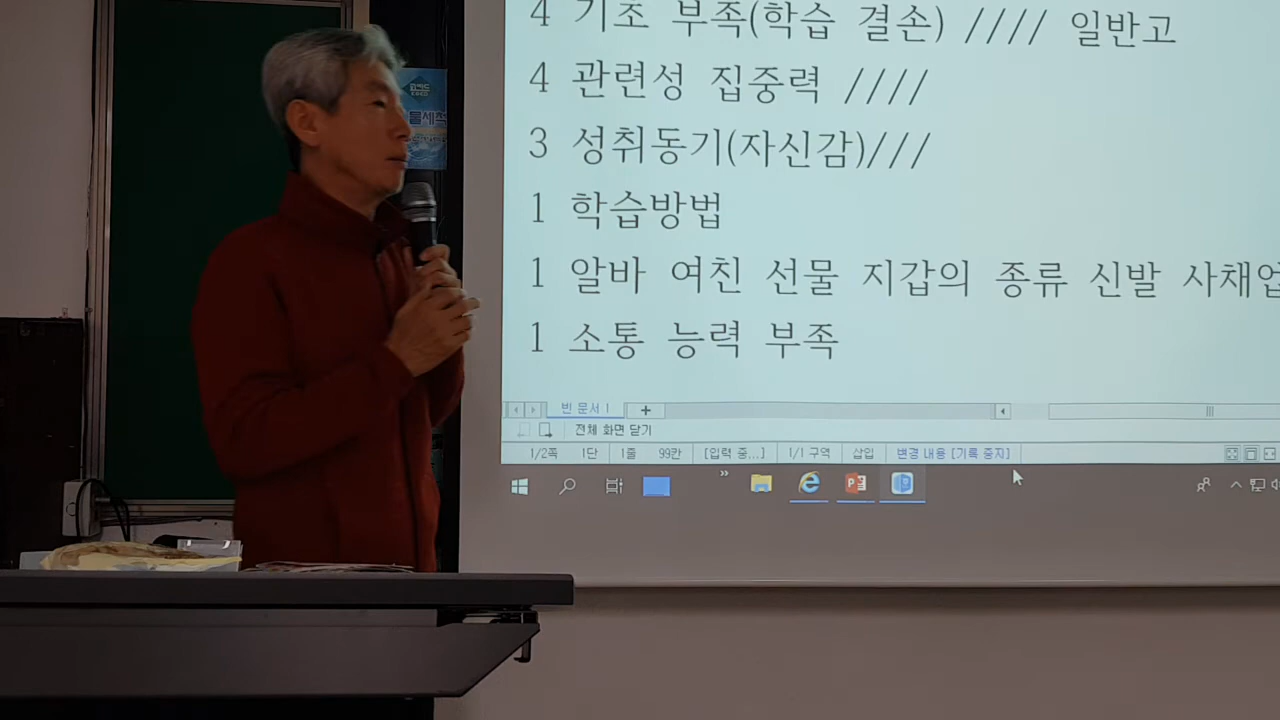 4 기초 부족(학습 결손) //// 일반고
4 관련성 집중력 ////
3 성취동기(자신감)///
1 학습방법
1 알바 여친 선물 지갑의 종류 신발 사채업
1 소통 능력 부족
빈 문서 1
전체 화면 닫기
1/2쪽 1단 1줄 99칸 [입력 중...] 1/1 구역 삽입 변경 내용 [기록 중지]